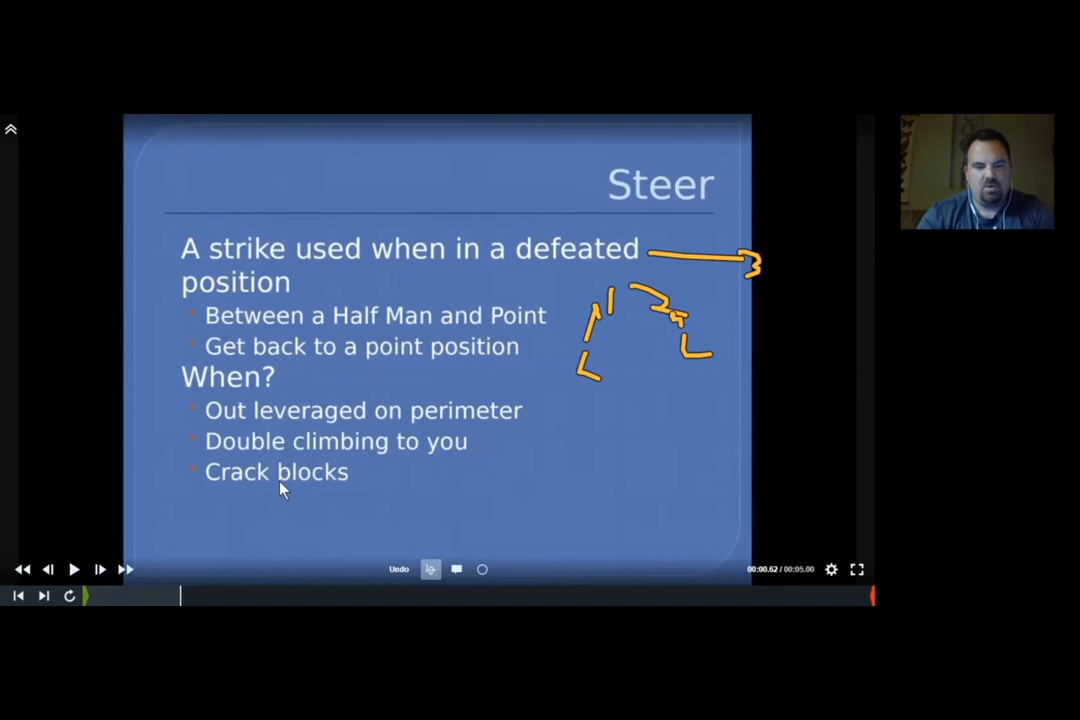 Steer
A strike used when in a defeated
position
Between a Half Man and Point
Get back to a point position
When?
Out leveraged on perimeter
Double climbing to you
Crack blocks
Undo
00:00.62 / 00:05.00